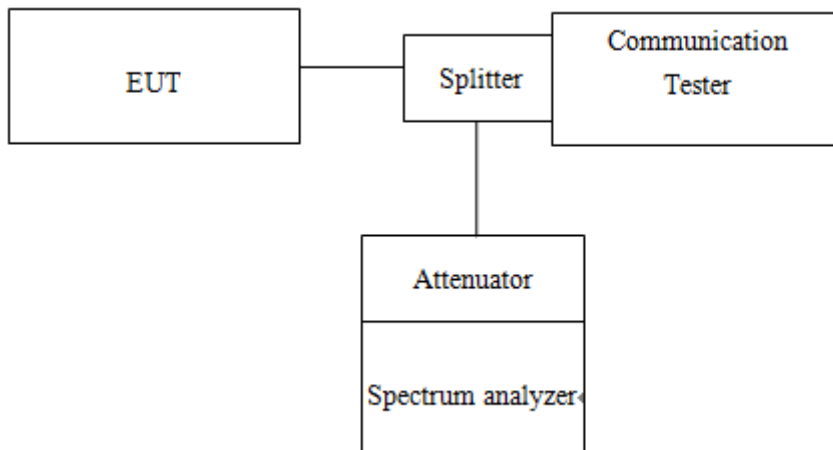 EUT
Splitter
Communication
Tester
Attenuator
Spectrum analyzer